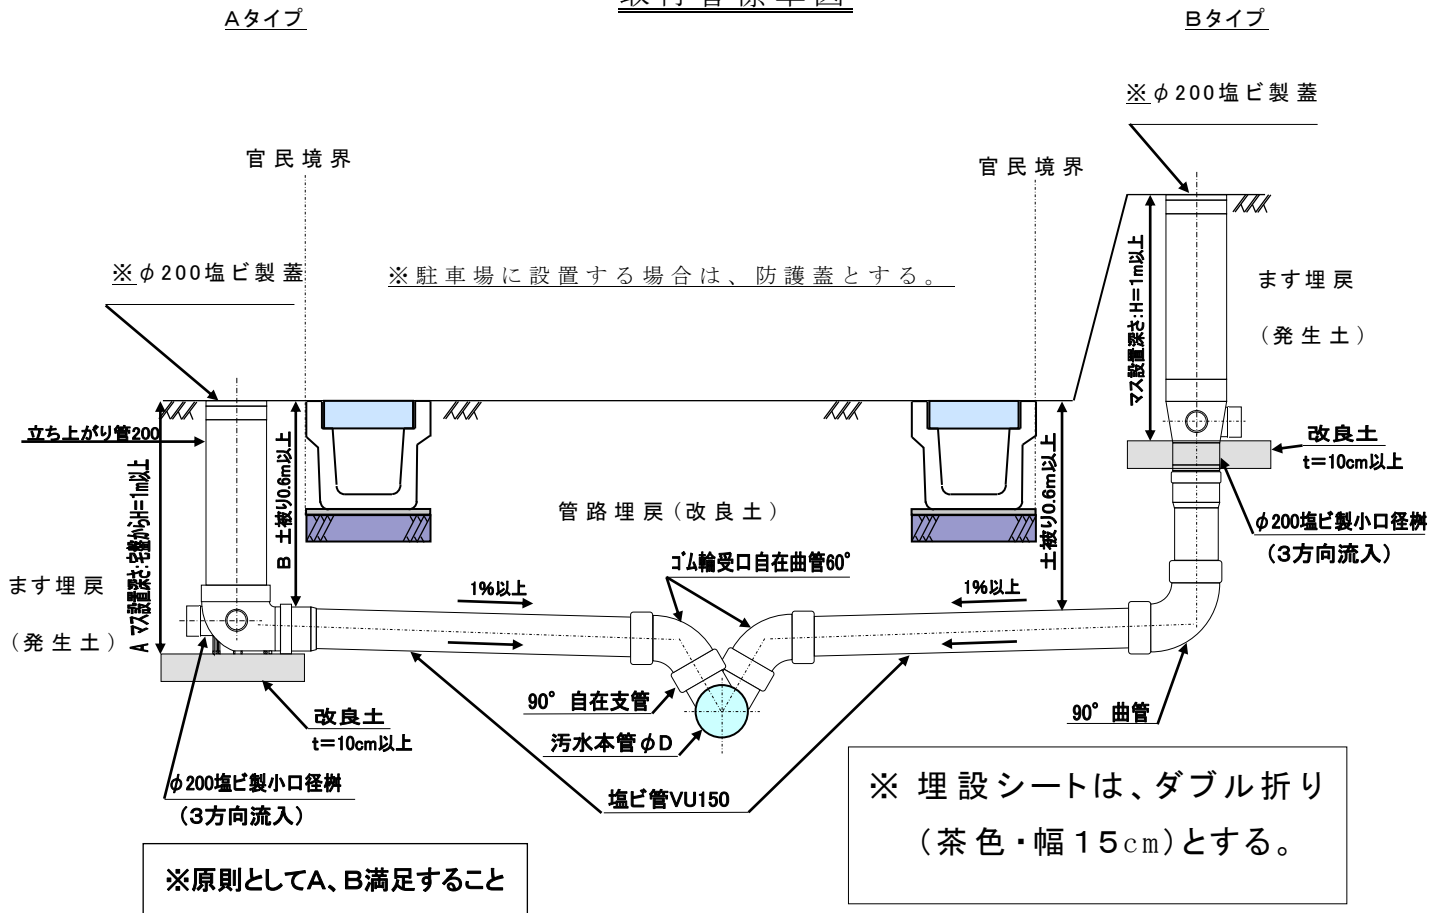 Aタイプ
Bタイプ
※φ200塩ビ製蓋
官民境界
官民境界
※φ200塩ビ製蓋
※駐車場に設置する場合は、防護蓋とする。
マス設置深さ:H=1m以上
ます埋戻
(発生土)
立ち上がり管200
A マス設置深さ:宅盤からH=1m以上
B 土被り0.6m以上
土被り0.6m以上
改良土
t=10cm以上
管路埋戻(改良土)
φ200塩ビ製小口径桝
(3方向流入)
ゴム輪受口自在曲管60°
ます埋戻
(発生土)
1%以上
1%以上
90°自在支管
90°曲管
改良土
t=10cm以上
汚水本管φD
φ200塩ビ製小口径桝
(3方向流入)
塩ビ管VU150
※埋設シートは、ダブル折り
(茶色・幅15cm)とする。
※原則としてA、B満足すること